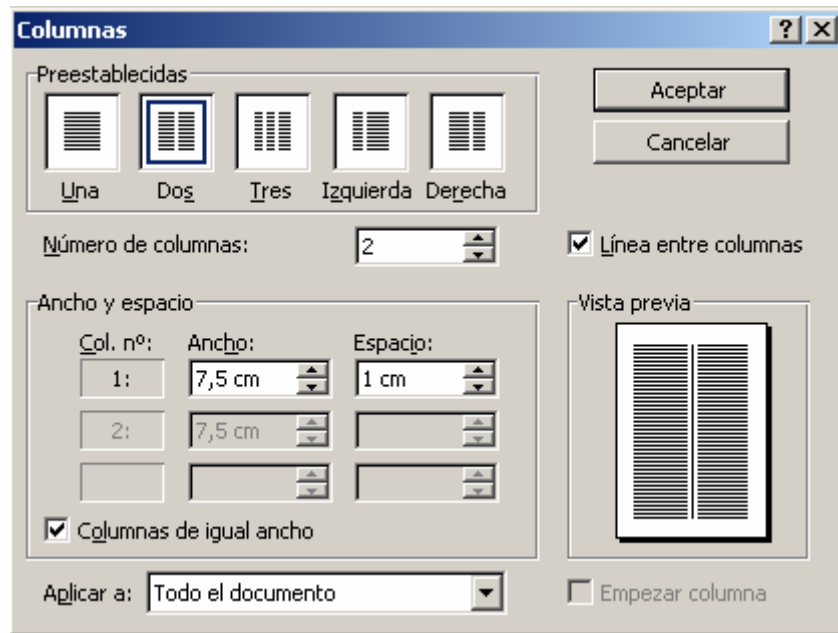 Columnas
Preestablecidas
Una Dos Tres Izquierda Derecha
Aceptar
Cancelar
Número de columnas: 2
Línea entre columnas
Ancho y espacio
Col. nº: Ancho: Espacio:
1: 7,5 cm 1 cm
2: 7,5 cm
Columnas de igual ancho
Vista previa
Aplicar a: Todo el documento
Empezar columna